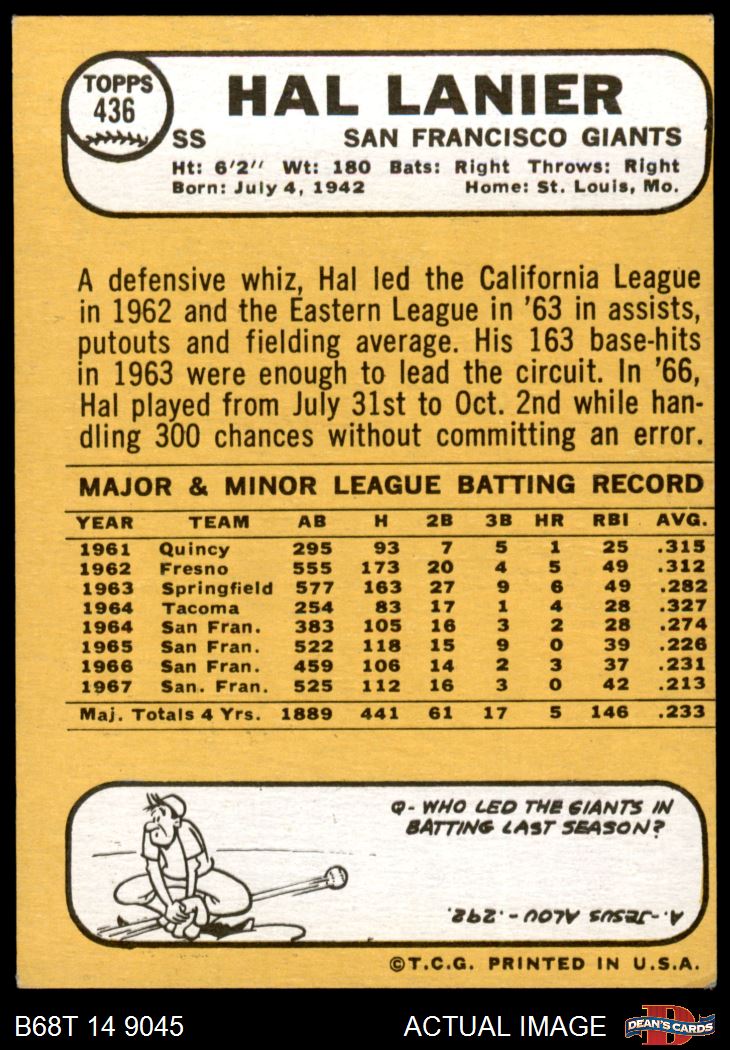 TOPPS
436
HAL LANIER
SS SAN FRANCISCO GIANTS
Ht: 6'2" Wt: 180 Bats: Right Throws: Right
Born: July 4, 1942 Home: St. Louis, Mo.
A defensive whiz, Hal led the California League
in 1962 and the Eastern League in '63 in assists,
putouts and fielding average. His 163 base-hits
in 1963 were enough to lead the circuit. In '66,
Hal played from July 31st to Oct. 2nd while han-
dling 300 chances without committing an error.
MAJOR & MINOR LEAGUE BATTING RECORD
YEAR TEAM AB H 2B 3B HR RBI AVG.
1961 Quincy 295 93 7 5 1 25 .315
1962 Fresno 555 173 20 4 5 49 .312
1963 Springfield 577 163 27 9 6 49 .282
1964 Tacoma 254 83 17 1 4 28 .327
1964 San Fran. 383 105 16 3 2 28 .274
1965 San Fran. 522 118 15 9 0 39 .226
1966 San Fran. 459 106 14 2 3 37 .231
1967 San. Fran. 525 112 16 3 0 42 .213
Maj. Totals 4 Yrs. 1889 441 61 17 5 146 .233
Q- WHO LED THE GIANTS IN
BATTING LAST SEASON?
A- JESUS ALOU - .292.
©T.C.G. PRINTED IN U.S.A.
B68T 14 9045 ACTUAL IMAGE D DEAN'S CARDS